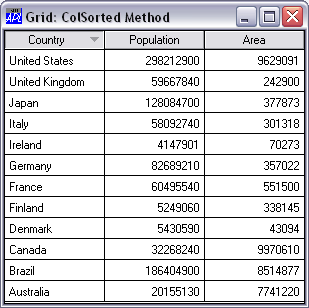 Grid: ColSorted Method
Country Population Area
United States 298212900 9629091
United Kingdom 59667840 242900
Japan 128084700 377873
Italy 58092740 301318
Ireland 4147901 70273
Germany 82689210 357022
France 60495540 551500
Finland 5249060 338145
Denmark 5430590 43094
Canada 32268240 9970610
Brazil 186404900 8514877
Australia 20155130 7741220